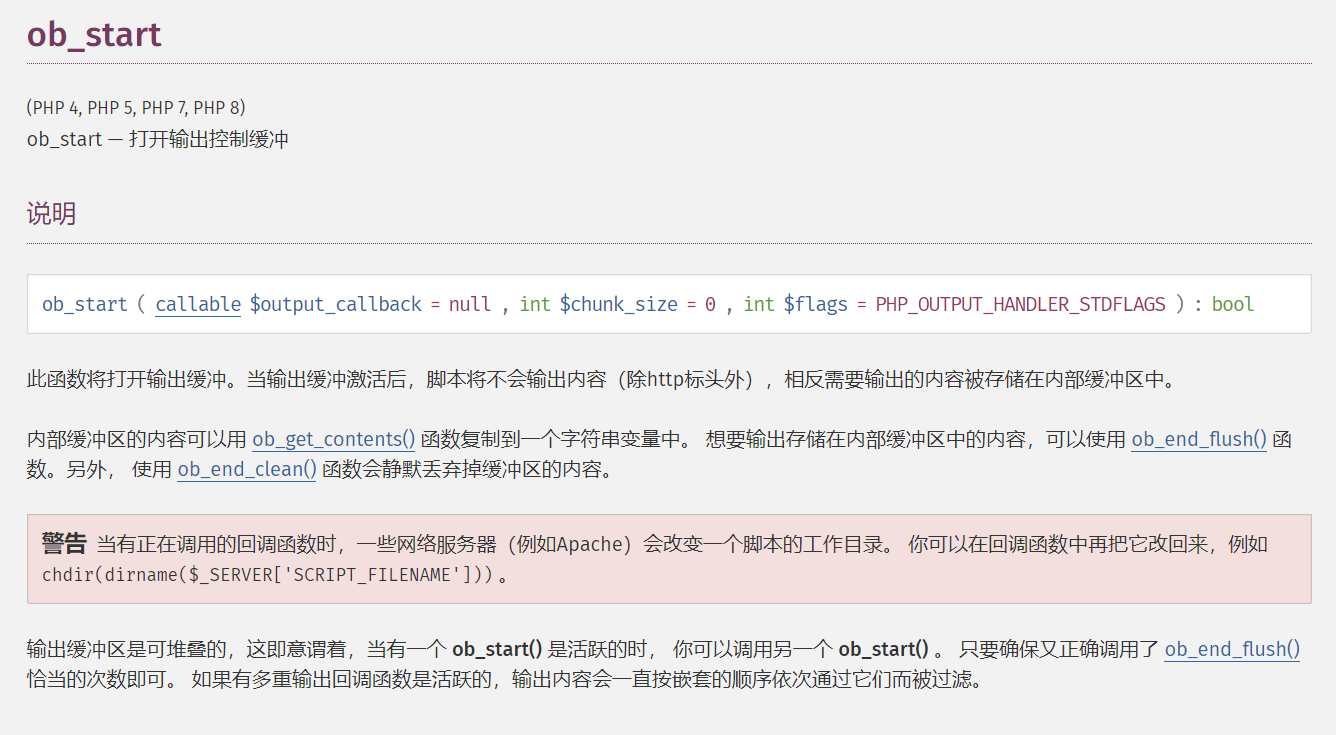 ob_start
(PHP 4, PHP 5, PHP 7, PHP 8)
ob_start — 打开输出控制缓冲
说明
ob_start ( callable $output_callback = null , int $chunk_size = 0 , int $flags = PHP_OUTPUT_HANDLER_STDFLAGS ) : bool
此函数将打开输出缓冲。当输出缓冲激活后，脚本将不会输出内容（除http标头外），相反需要输出的内容被存储在内部缓冲区中。
内部缓冲区的内容可以用 ob_get_contents() 函数复制到一个字符串变量中。 想要输出存储在内部缓冲区中的内容，可以使用 ob_end_flush() 函
数。另外， 使用 ob_end_clean() 函数会静默丢弃掉缓冲区的内容。
警告 当有正在调用的回调函数时，一些网络服务器（例如Apache）会改变一个脚本的工作目录。 你可以在回调函数中再把它改回来，例如
chdir(dirname($_SERVER['SCRIPT_FILENAME'])) 。
输出缓冲区是可堆叠的，这即意谓着，当有一个 ob_start() 是活跃的时， 你可以调用另一个 ob_start() 。 只要确保又正确调用了 ob_end_flush()
恰当的次数即可。 如果有多重输出回调函数是活跃的，输出内容会一直按嵌套的顺序依次通过它们而被过滤。